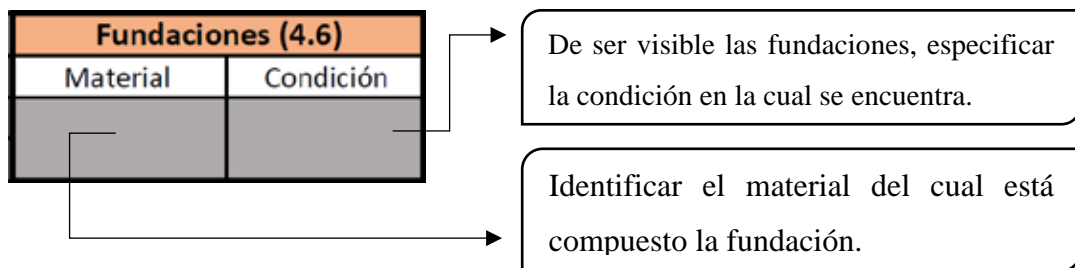 Fundaciones (4.6)
Material Condición
De ser visible las fundaciones, especificar
la condición en la cual se encuentra.
Identificar el material del cual está
compuesto la fundación.